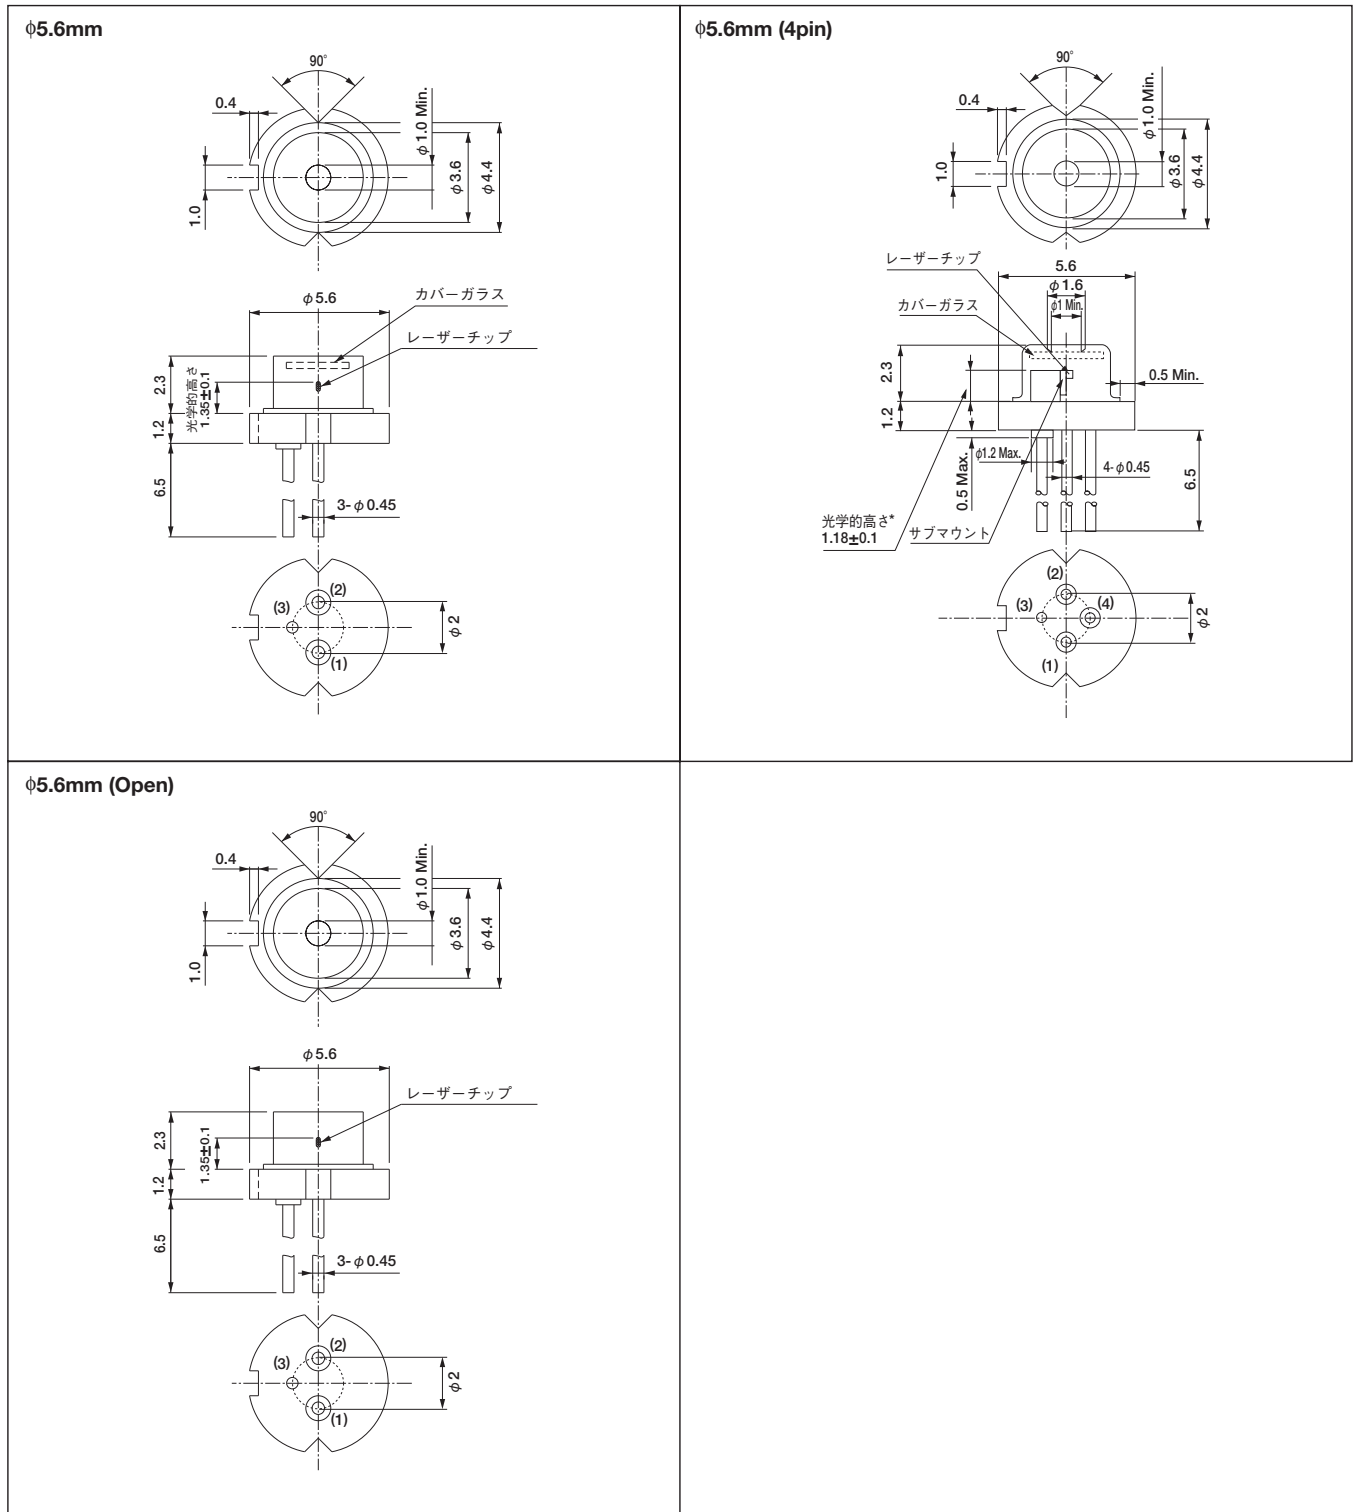 φ5.6mm
90°
0.4
φ1.0 Min.
φ3.6
φ4.4
1.0
φ5.6
カバーガラス
レーザーチップ
2.3
光学的高さ
1.35±0.1
1.2
6.5
3-φ0.45
(2)
(3)
φ2
(1)
φ5.6mm (4pin)
90°
0.4
φ1.0 Min.
φ3.6
φ4.4
1.0
レーザーチップ
5.6
φ1.6
カバーガラス
φ1 Min.
2.3
0.5 Min.
1.2
φ1.2 Max.
0.5 Max.
4-φ0.45
6.5
光学的高さ*
1.18±0.1
サブマウント
(2)
(3)
(4)
φ2
(1)
φ5.6mm (Open)
90°
0.4
φ1.0 Min.
φ3.6
φ4.4
1.0
φ5.6
レーザーチップ
2.3
1.35±0.1
1.2
6.5
3-φ0.45
(2)
(3)
φ2
(1)